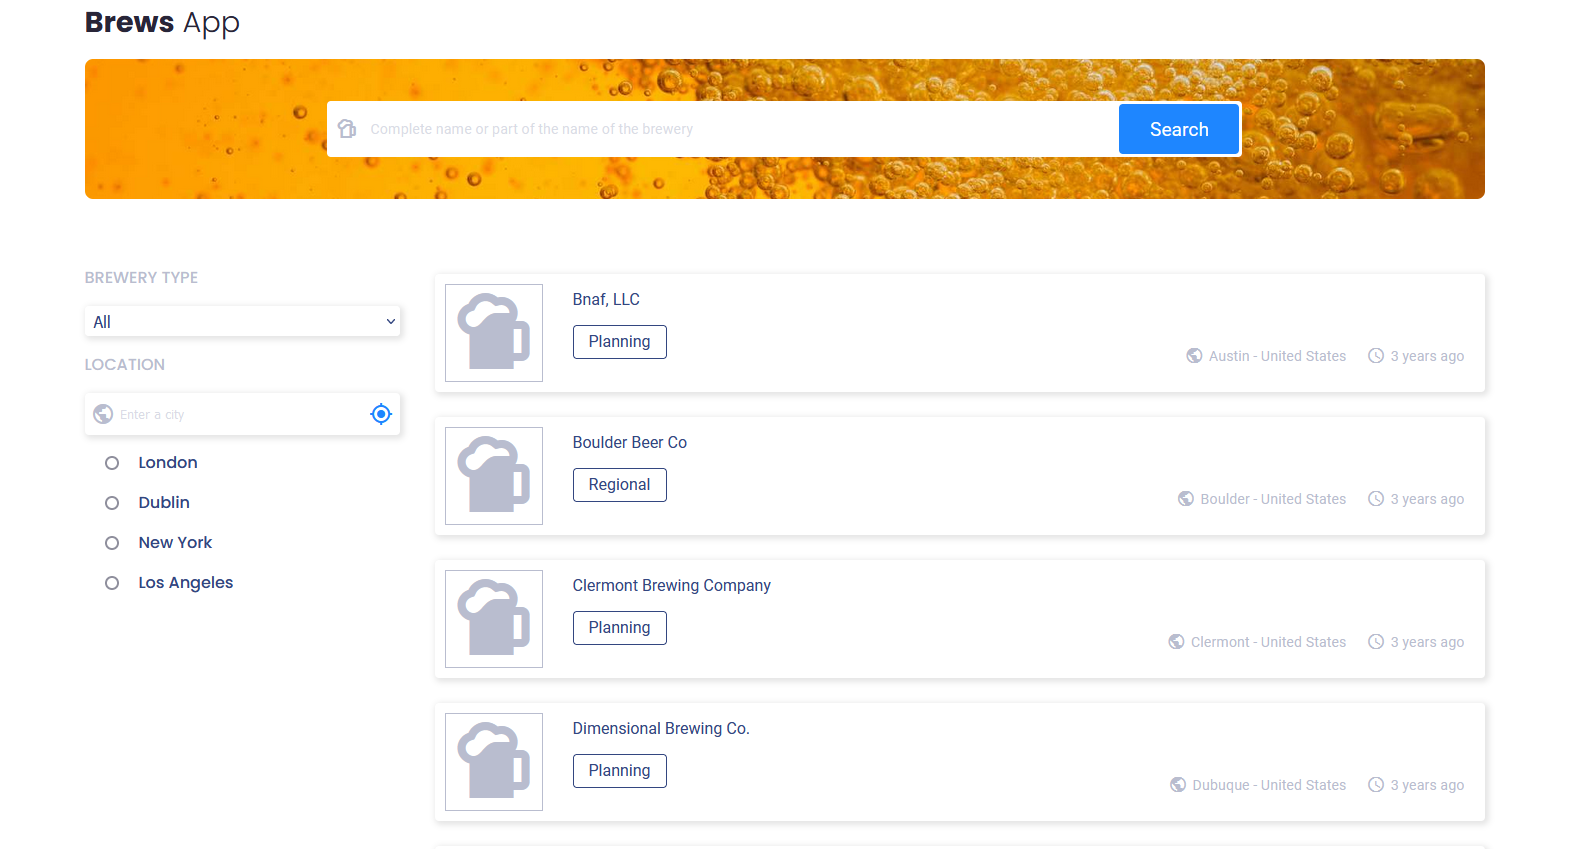 Brews App
Complete name or part of the name of the brewery
Search
BREWERY TYPE
All
LOCATION
Enter a city
London
Dublin
New York
Los Angeles
Bnaf, LLC
Planning
Austin - United States 3 years ago
Boulder Beer Co
Regional
Boulder - United States 3 years ago
Clermont Brewing Company
Planning
Clermont - United States 3 years ago
Dimensional Brewing Co.
Planning
Dubuque - United States 3 years ago